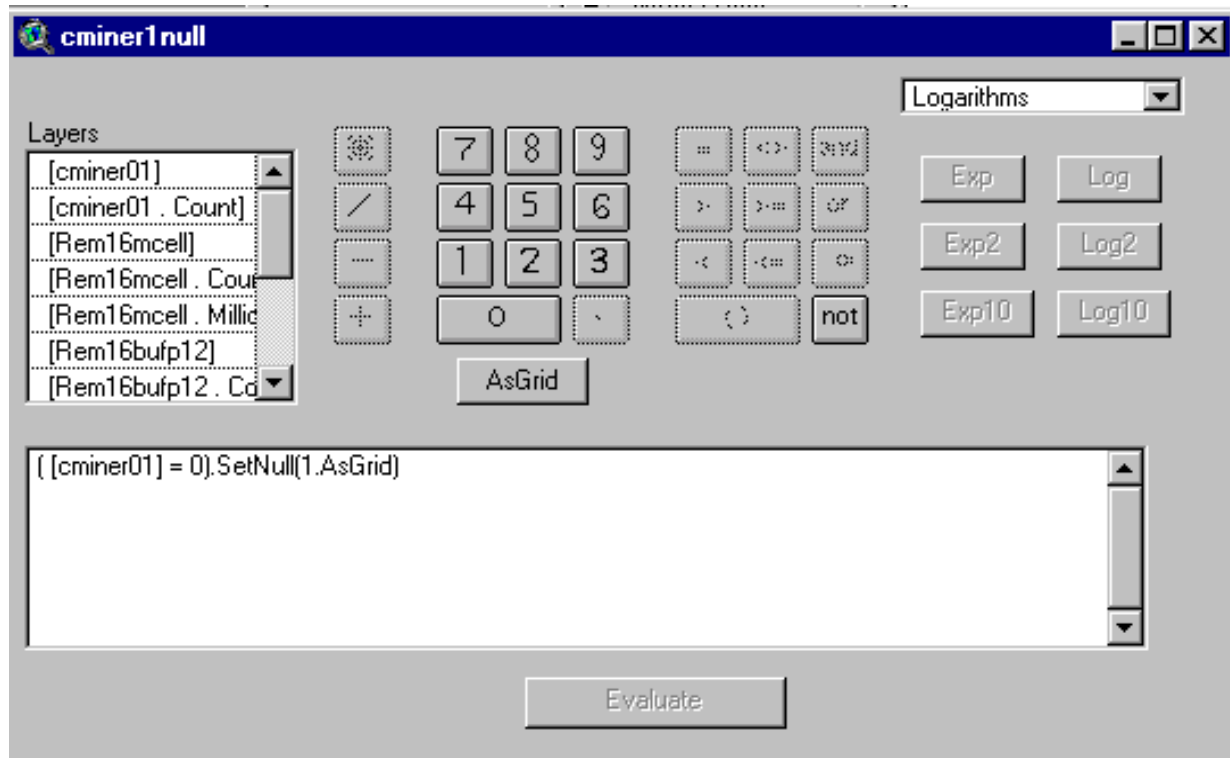 cminer1null
Logarithms
Layers
[cminer01]
[cminer01 . Count]
[Rem16mcell]
[Rem16mcell . Cou
[Rem16mcell . Millic
[Rem16bufp12]
[Rem16bufp12 . Co
7 8 9
4 5 6
1 2 3
0
AsGrid
= <> and
> >= or
< <=
( ) not
Exp Log
Exp2 Log2
Exp10 Log10
( [cminer01] = 0).SetNull(1.AsGrid)
Evaluate